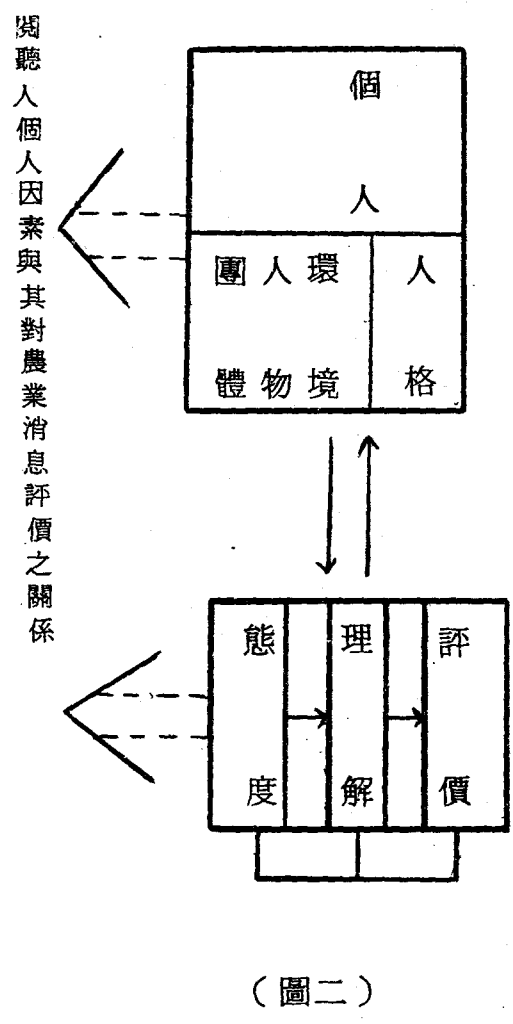 閱聽人個人因素與其對農業消息評價之關係
個人
人格
環境
人物
團體
評價
理解
態度
(圖二)